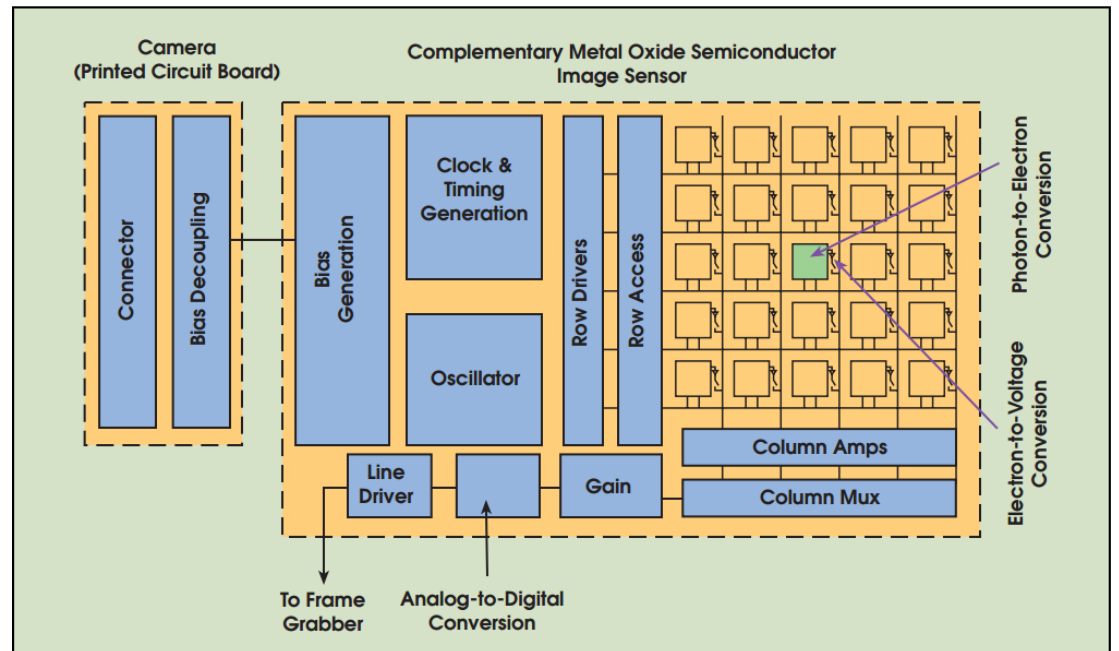 Camera
(Printed Circuit Board)
Complementary Metal Oxide Semiconductor
Image Sensor
Connector
Bias Decoupling
Bias
Generation
Clock &
Timing
Generation
Oscillator
Row Drivers
Row Access
Photon-to-Electron
Conversion
Electron-to-Voltage
Conversion
Column Amps
Column Mux
Gain
Line
Driver
To Frame
Grabber
Analog-to-Digital
Conversion